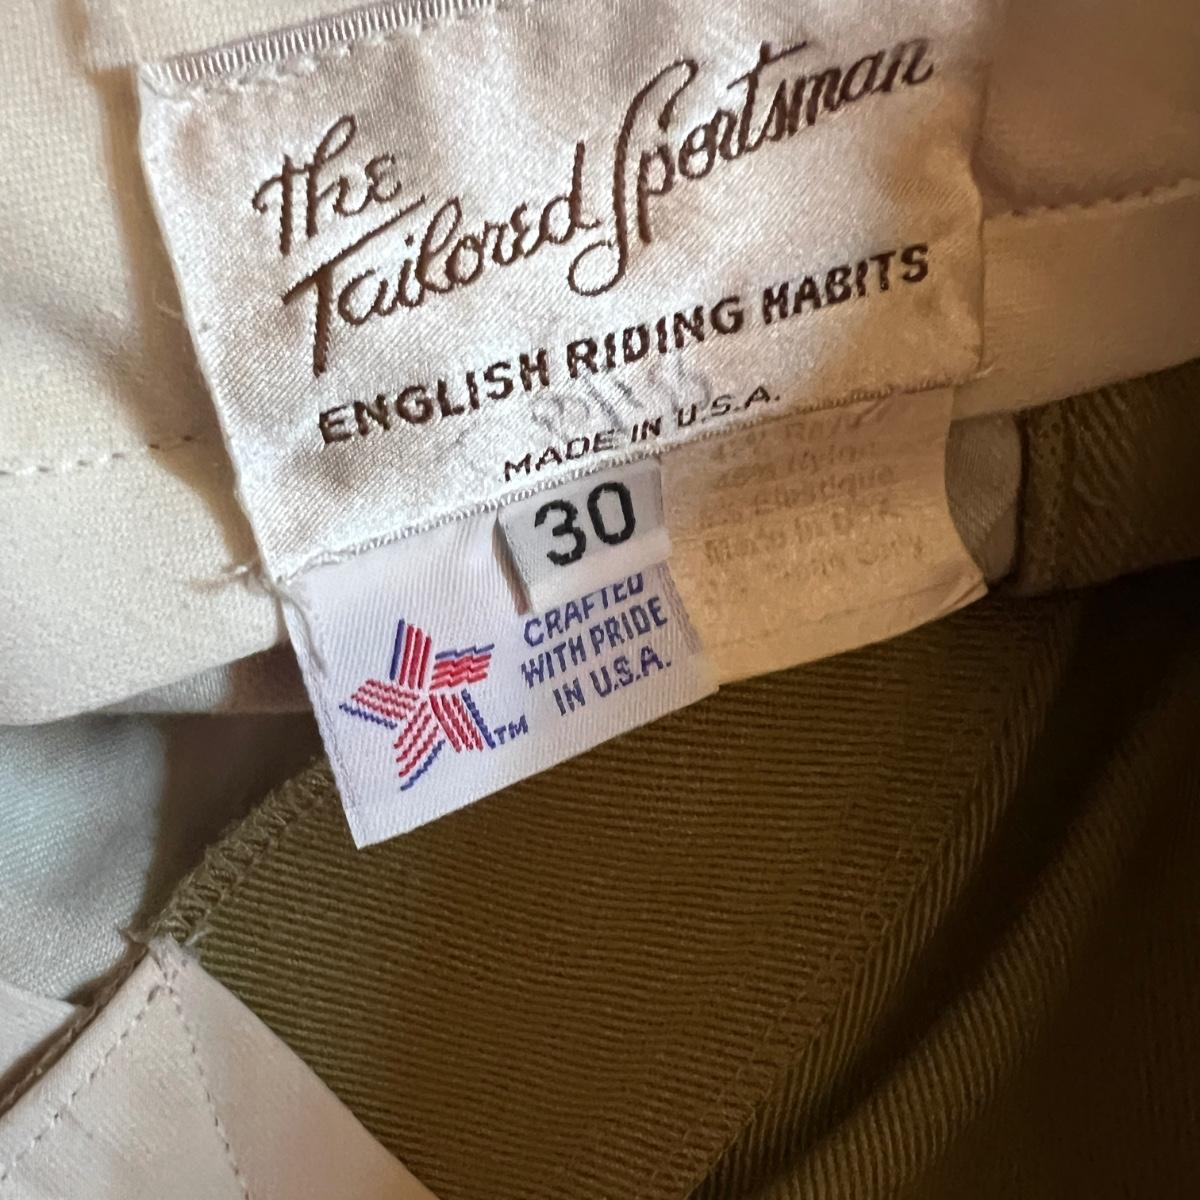 The
Tailored Sportsman
ENGLISH RIDING HABITS
MADE IN U.S.A.
30
CRAFTED
WITH PRIDE
IN U.S.A.
TM